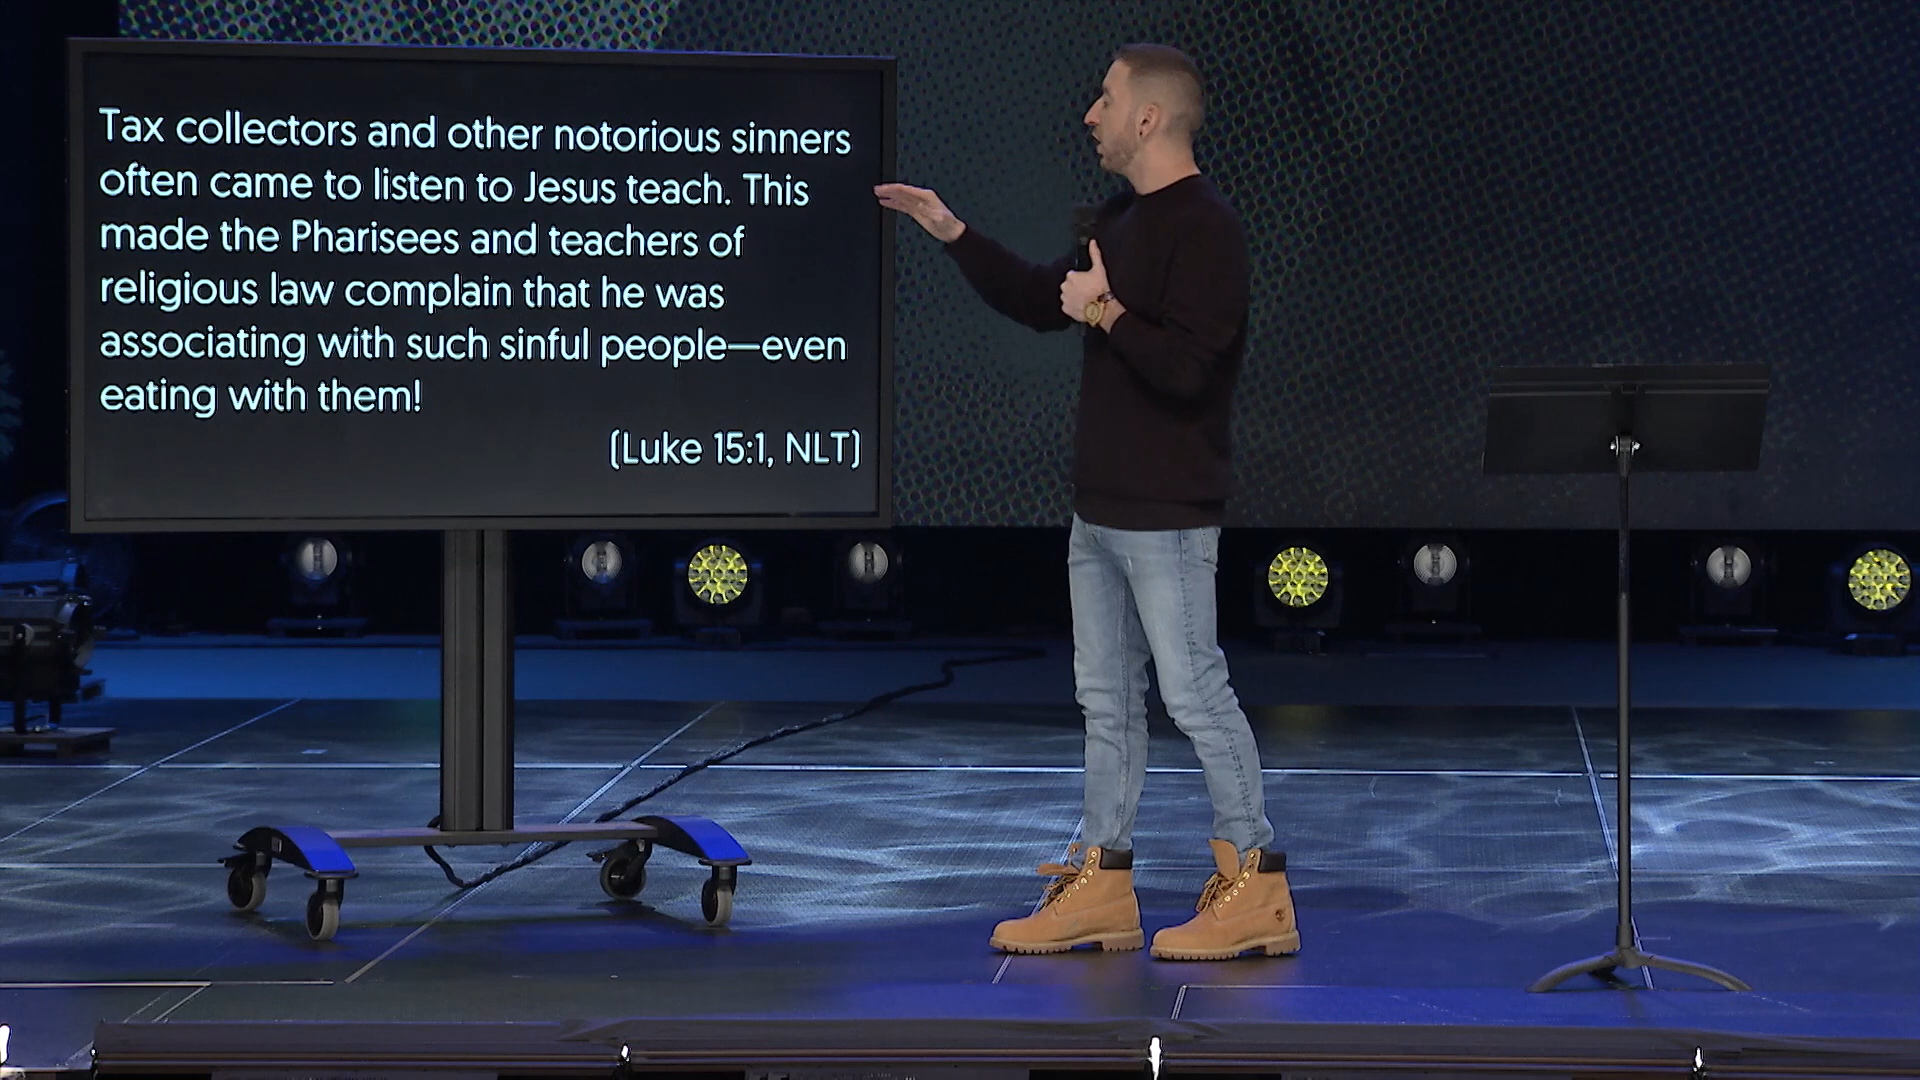 Tax collectors and other notorious sinners
often came to listen to Jesus teach. This
made the Pharisees and teachers of
religious law complain that he was
associating with such sinful people—even
eating with them!
(Luke 15:1, NLT)